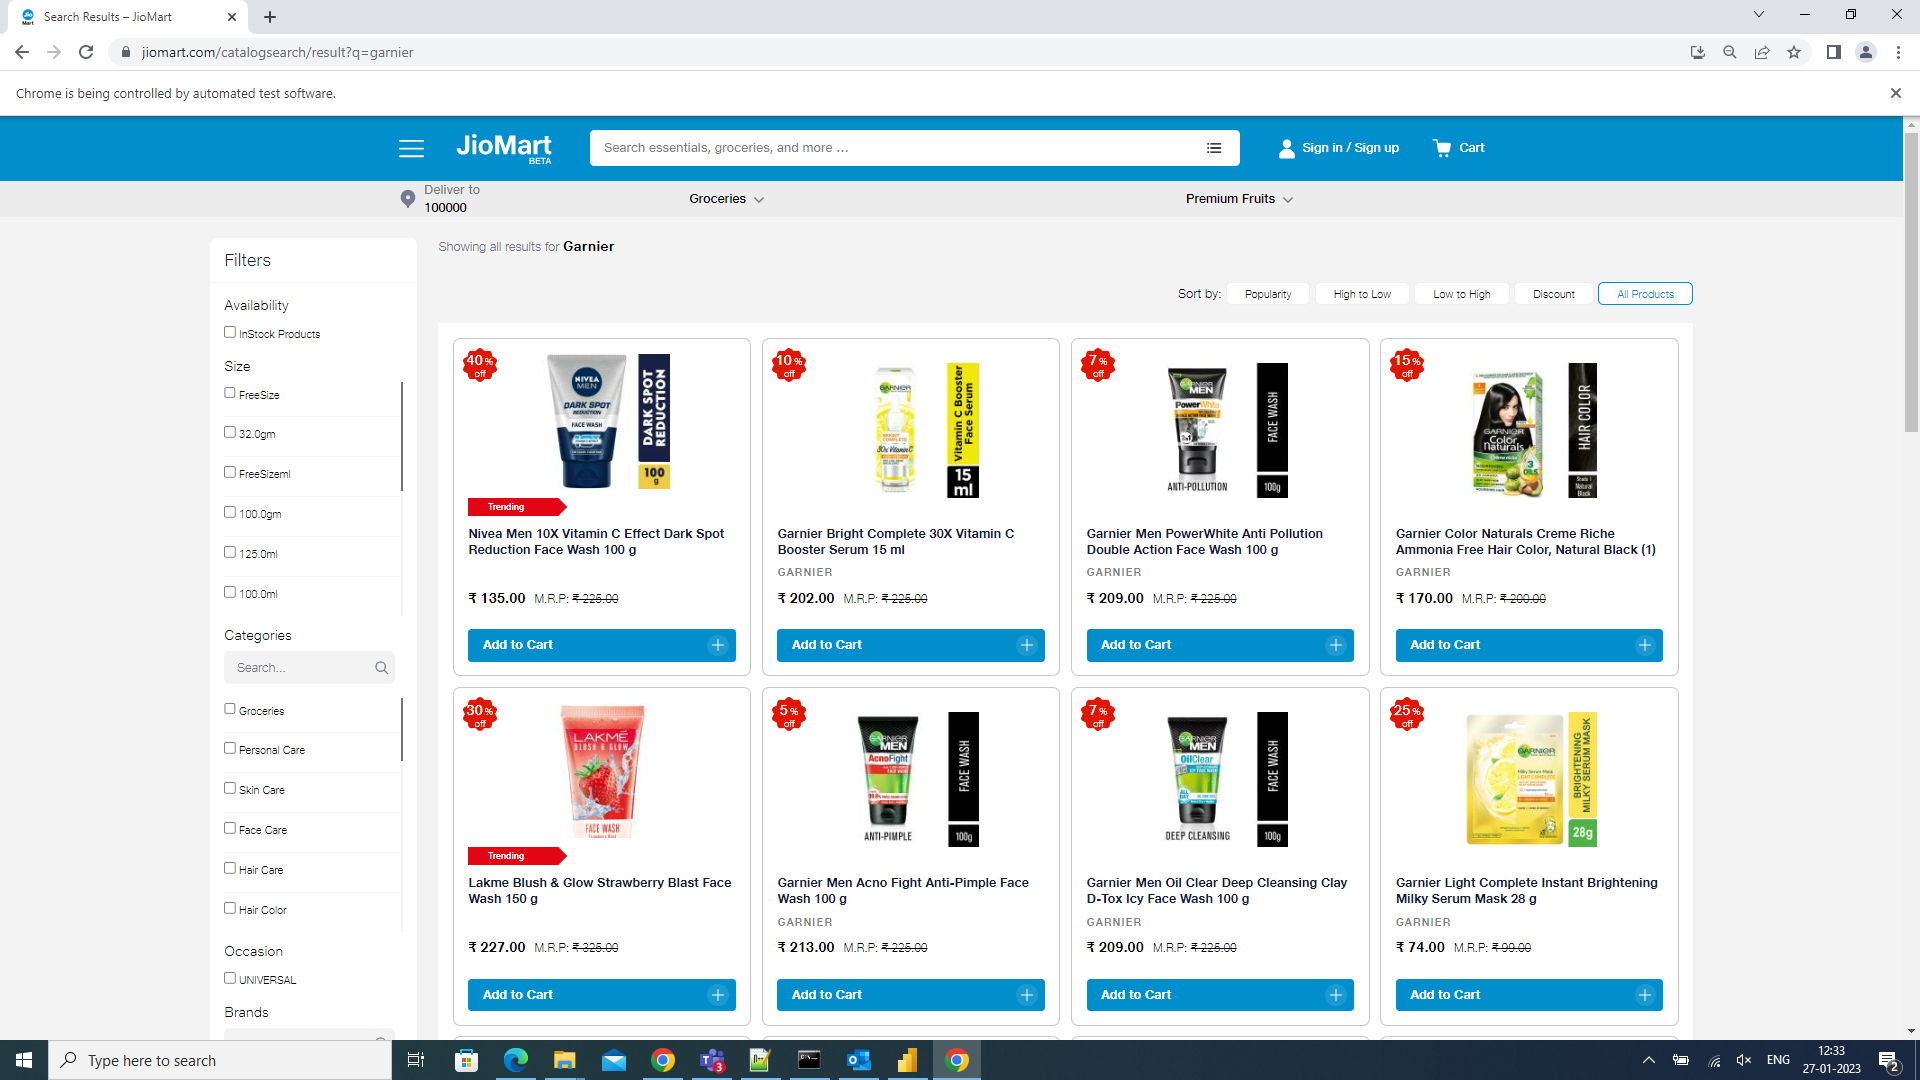 Search Results – JioMart
jiomart.com/catalogsearch/result?q=garnier
Chrome is being controlled by automated test software.
JioMart
BETA
Search essentials, groceries, and more ...
Sign in / Sign up
Cart
Deliver to
100000
Groceries
Premium Fruits
Filters
Availability
InStock Products
Size
FreeSize
32.0gm
FreeSizeml
100.0gm
125.0ml
100.0ml
Categories
Search...
Groceries
Personal Care
Skin Care
Face Care
Hair Care
Hair Color
Occasion
UNIVERSAL
Brands
Showing all results for Garnier
Sort by: Popularity High to Low Low to High Discount All Products
40 % off
NIVEA MEN
DARK SPOT
REDUCTION
FACE WASH
DARK SPOT REDUCTION
100 g
Trending
Nivea Men 10X Vitamin C Effect Dark Spot
Reduction Face Wash 100 g
₹ 135.00 M.R.P: ₹ 225.00
Add to Cart
10 % off
GARNIER
Vitamin C Booster
Face Serum
15 ml
Garnier Bright Complete 30X Vitamin C
Booster Serum 15 ml
GARNIER
₹ 202.00 M.R.P: ₹ 225.00
Add to Cart
7 % off
GARNIER
MEN
PowerWhite
ANTI-POLLUTION
FACE WASH
100g
Garnier Men PowerWhite Anti Pollution
Double Action Face Wash 100 g
GARNIER
₹ 209.00 M.R.P: ₹ 225.00
Add to Cart
15 % off
GARNIER
Color
Naturals
3 OILS
HAIR COLOR
Shade 1
Natural
Black
Garnier Color Naturals Creme Riche
Ammonia Free Hair Color, Natural Black (1)
GARNIER
₹ 170.00 M.R.P: ₹ 200.00
Add to Cart
30 % off
LAKMÉ
BLUSH & GLOW
FACE WASH
Trending
Lakme Blush & Glow Strawberry Blast Face
Wash 150 g
₹ 227.00 M.R.P: ₹ 325.00
Add to Cart
5 % off
GARNIER
MEN
AcnoFight
ANTI-PIMPLE
FACE WASH
100g
Garnier Men Acno Fight Anti-Pimple Face
Wash 100 g
GARNIER
₹ 213.00 M.R.P: ₹ 225.00
Add to Cart
7 % off
GARNIER
MEN
OilClear
DEEP CLEANSING
FACE WASH
100g
Garnier Men Oil Clear Deep Cleansing Clay
D-Tox Icy Face Wash 100 g
GARNIER
₹ 209.00 M.R.P: ₹ 225.00
Add to Cart
25 % off
GARNIER
BRIGHTENING
MILKY SERUM MASK
28g
Garnier Light Complete Instant Brightening
Milky Serum Mask 28 g
GARNIER
₹ 74.00 M.R.P: ₹ 99.00
Add to Cart
Type here to search
3
ENG
12:33
27-01-2023
2